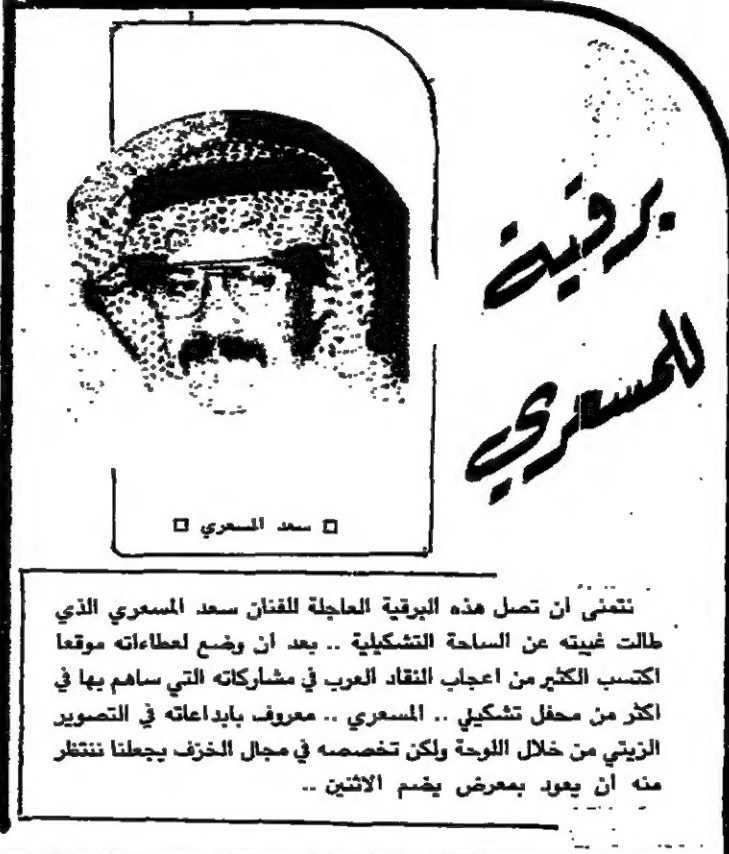 برقية
للمسعري
□ سعد المسعري □
نتمنى ان تصل هذه البرقية العاجلة للفنان سعد المسعري الذي
طالت غيبته عن الساحة التشكيلية .. بعد ان وضع لعطاءاته موقعا
اكتسب الكثير من اعجاب النقاد العرب في مشاركاته التي ساهم بها في
اكثر من محفل تشكيلي .. المسعري .. معروف بابداعاته في التصوير
الزيتي من خلال اللوحة ولكن تخصصه في مجال الخزف يجعلنا ننتظر
منه ان يعود بمعرض يضم الاثنين ..